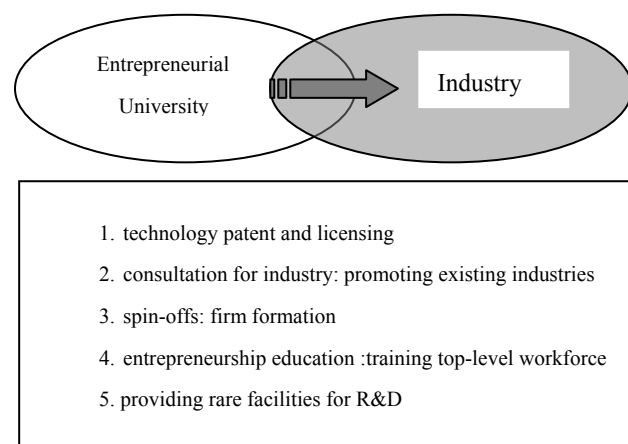 Entrepreneurial
University
Industry
1. technology patent and licensing
2. consultation for industry: promoting existing industries
3. spin-offs: firm formation
4. entrepreneurship education :training top-level workforce
5. providing rare facilities for R&D